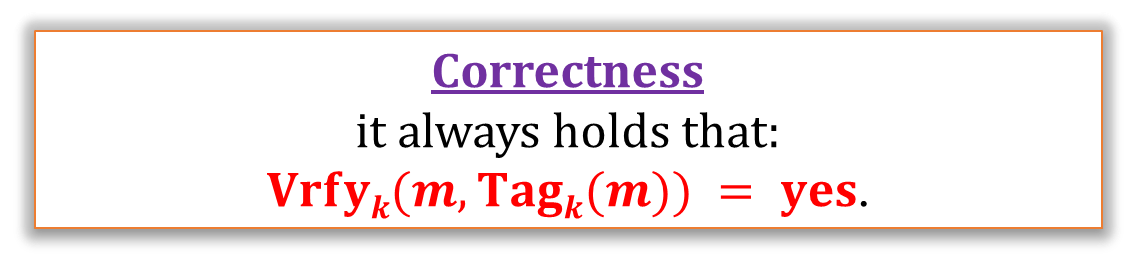 Correctness
it always holds that:
Vrfyₖ(m, Tagₖ(m)) = yes.